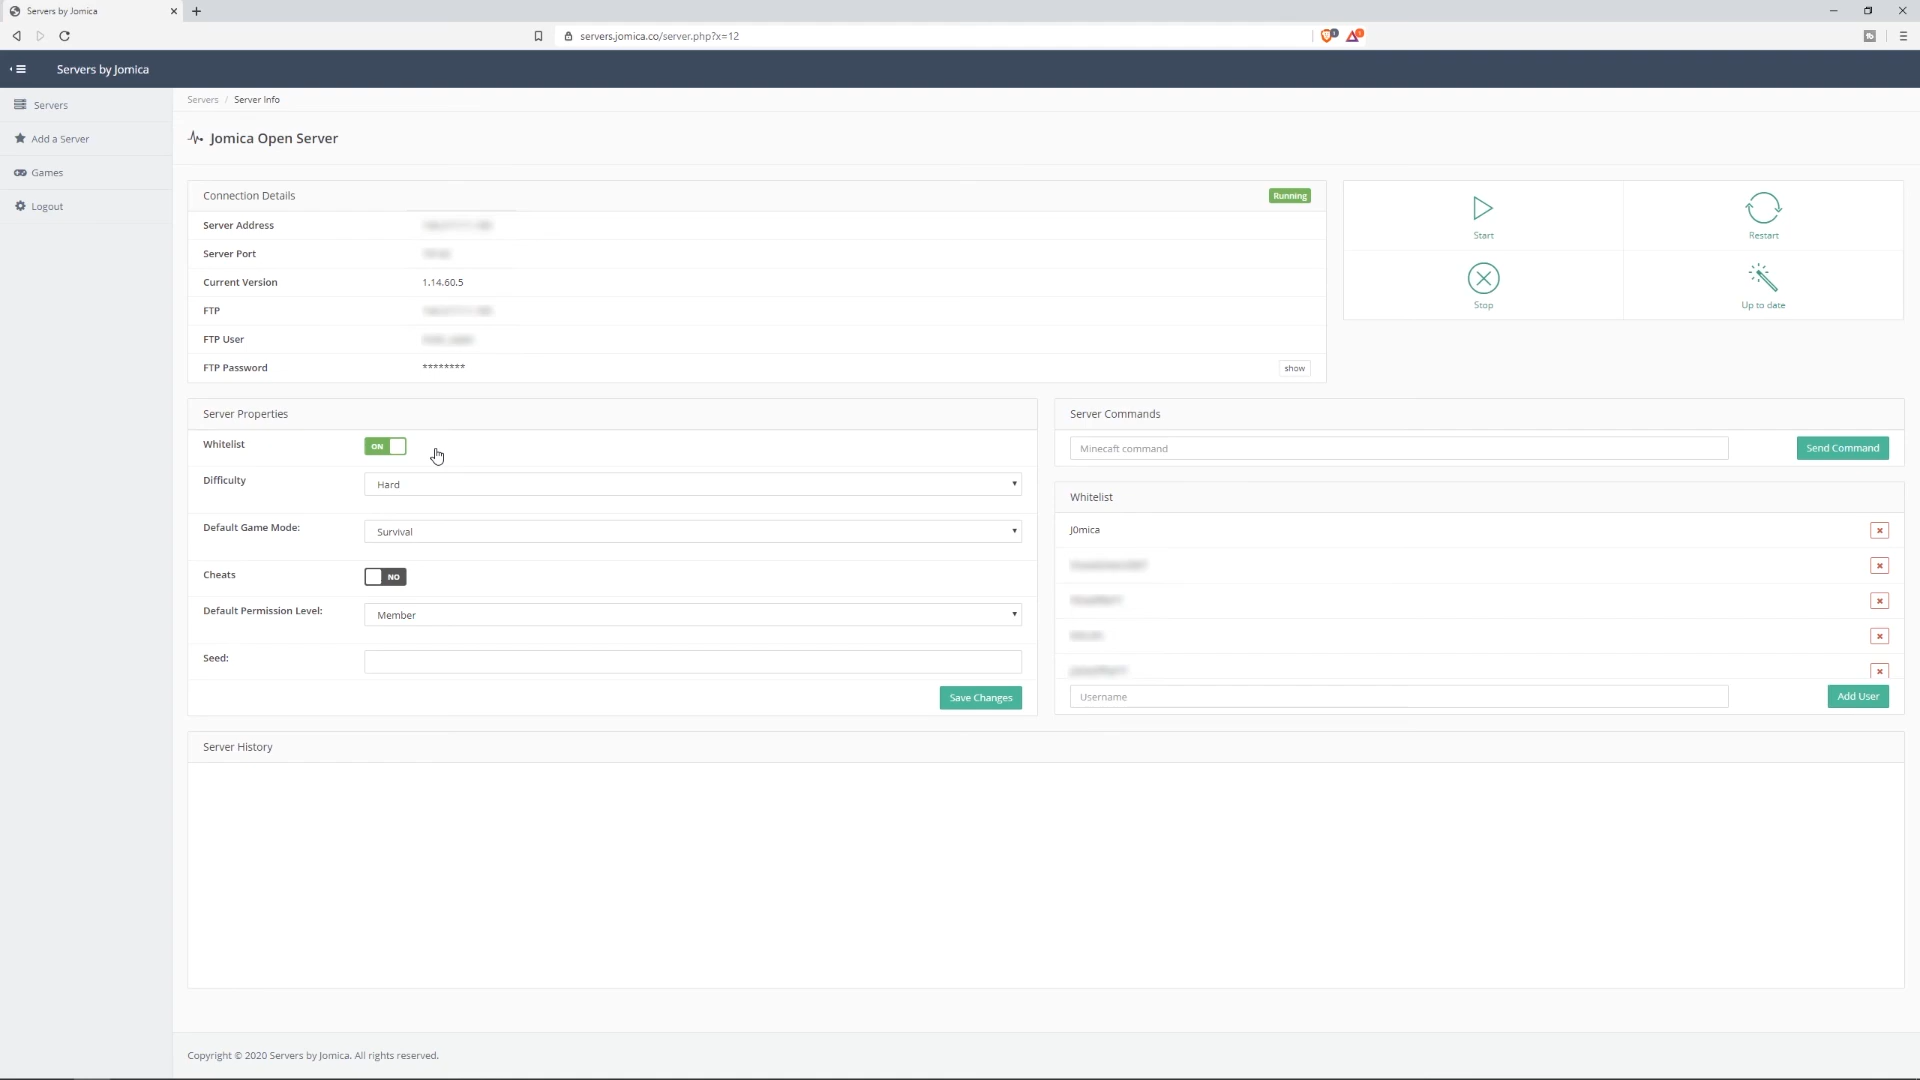 Servers by Jomica
servers.jomica.co/server.php?x=12
Servers by Jomica
Servers
Add a Server
Games
Logout
Servers / Server Info
Jomica Open Server
Connection Details
Running
Server Address
Server Port
Current Version 1.14.60.5
FTP
FTP User
FTP Password ********
show
Start
Restart
Stop
Up to date
Server Properties
Whitelist ON
Difficulty Hard
Default Game Mode: Survival
Cheats NO
Default Permission Level: Member
Seed:
Save Changes
Server Commands
Minecaft command
Send Command
Whitelist
J0mica
Username
Add User
Server History
Copyright © 2020 Servers by Jomica. All rights reserved.